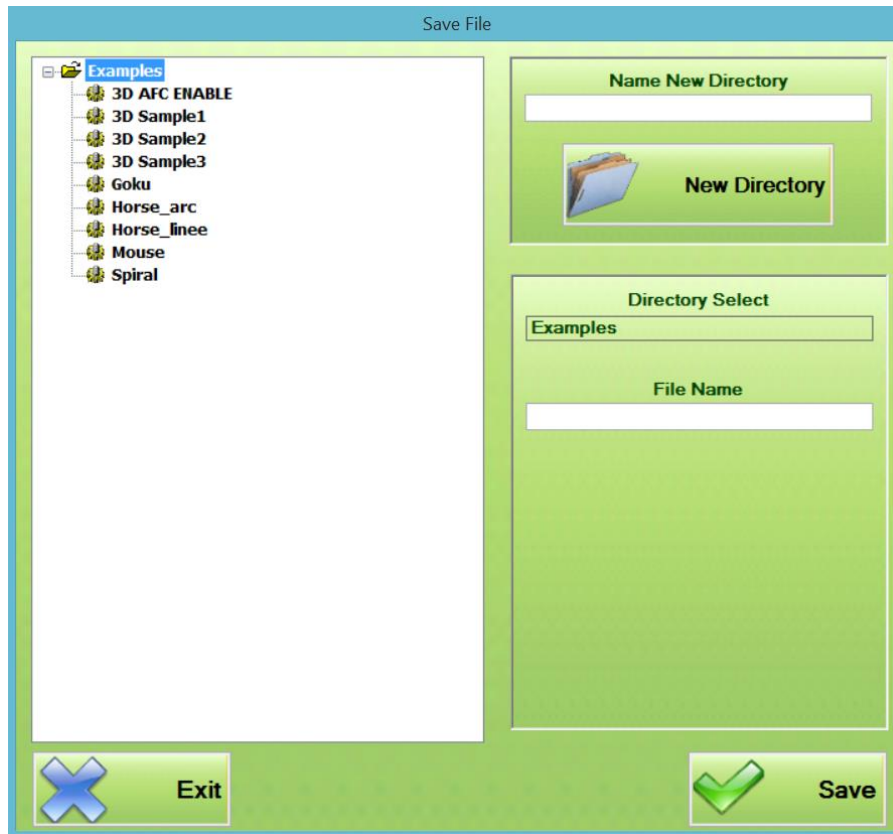 Save File
Examples
3D AFC ENABLE
3D Sample1
3D Sample2
3D Sample3
Goku
Horse_arc
Horse_linee
Mouse
Spiral
Name New Directory
New Directory
Directory Select
Examples
File Name
Exit
Save